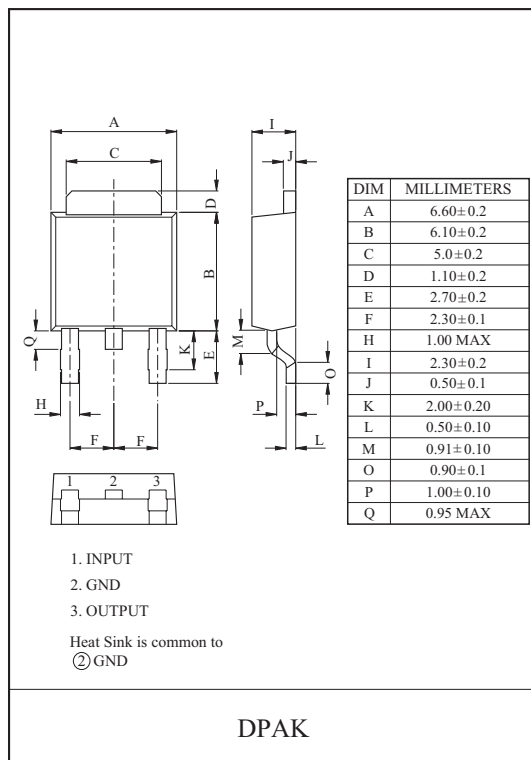 A
C
I
J
D
B
Q
K
E
M
O
H
P
F F
L
1 2 3
1. INPUT
2. GND
3. OUTPUT
Heat Sink is common to
② GND
DIM MILLIMETERS
A 6.60±0.2
B 6.10±0.2
C 5.0±0.2
D 1.10±0.2
E 2.70±0.2
F 2.30±0.1
H 1.00 MAX
I 2.30±0.2
J 0.50±0.1
K 2.00±0.20
L 0.50±0.10
M 0.91±0.10
O 0.90±0.1
P 1.00±0.10
Q 0.95 MAX
DPAK